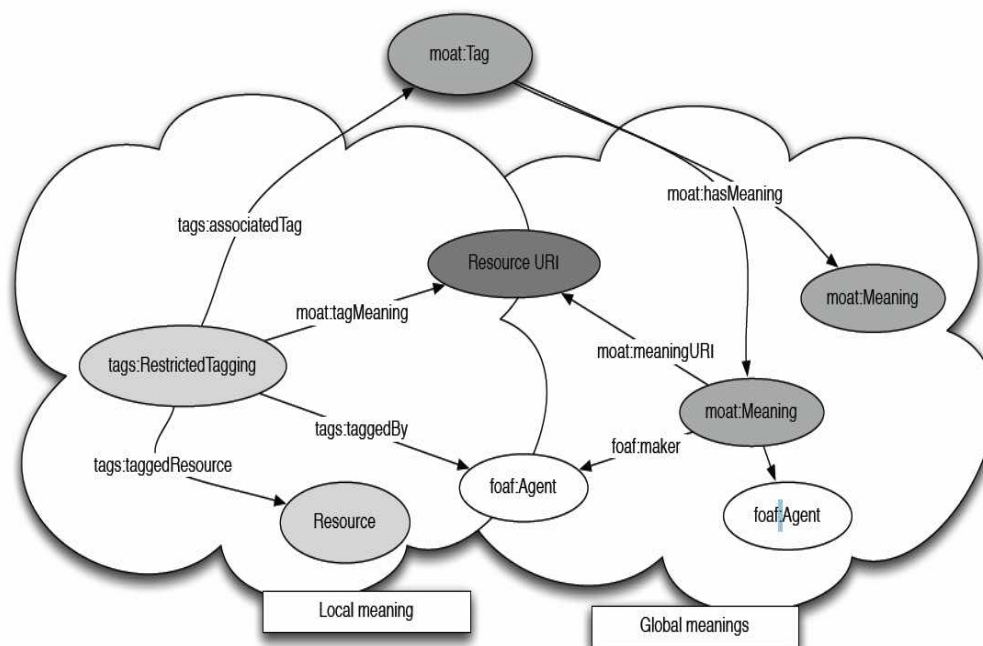 moat:Tag
moat:hasMeaning
tags:associatedTag
Resource URI
moat:Meaning
moat:tagMeaning
moat:meaningURI
tags:RestrictedTagging
moat:Meaning
tags:taggedBy
foaf:maker
tags:taggedResource
foaf:Agent
Resource
foaf:Agent
Local meaning
Global meanings